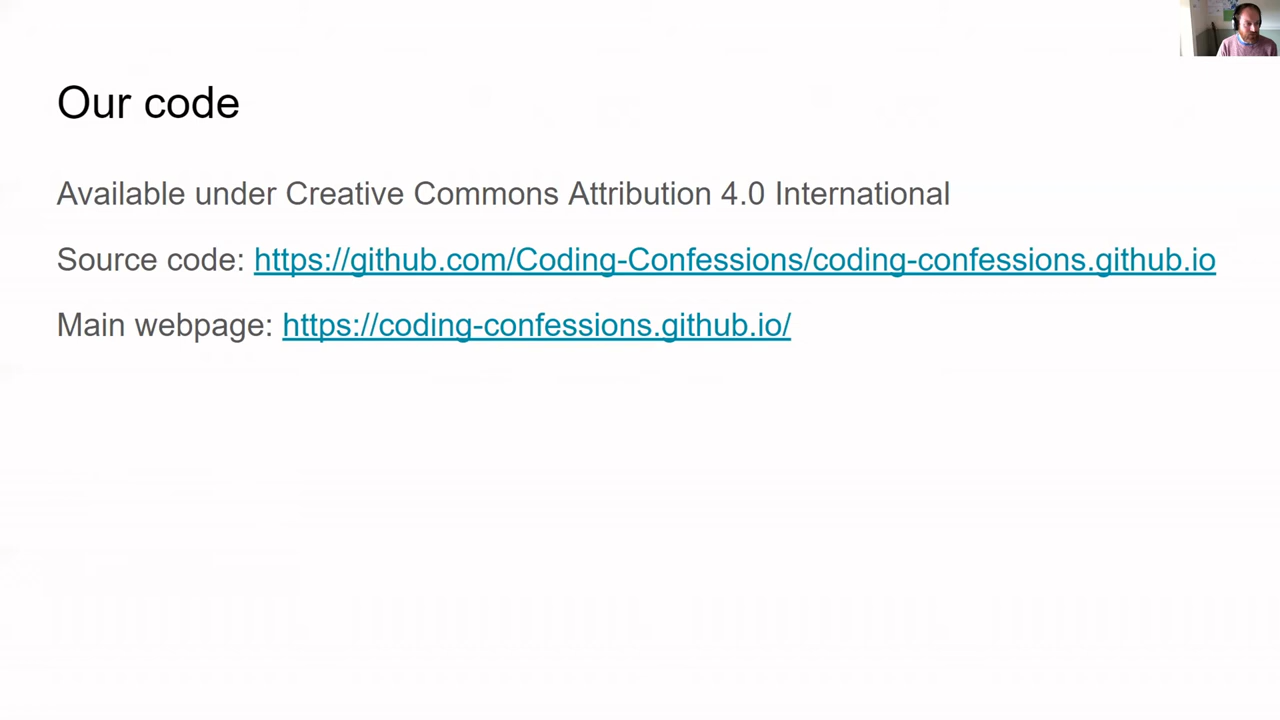 Our code
Available under Creative Commons Attribution 4.0 International
Source code: https://github.com/Coding-Confessions/coding-confessions.github.io
Main webpage: https://coding-confessions.github.io/